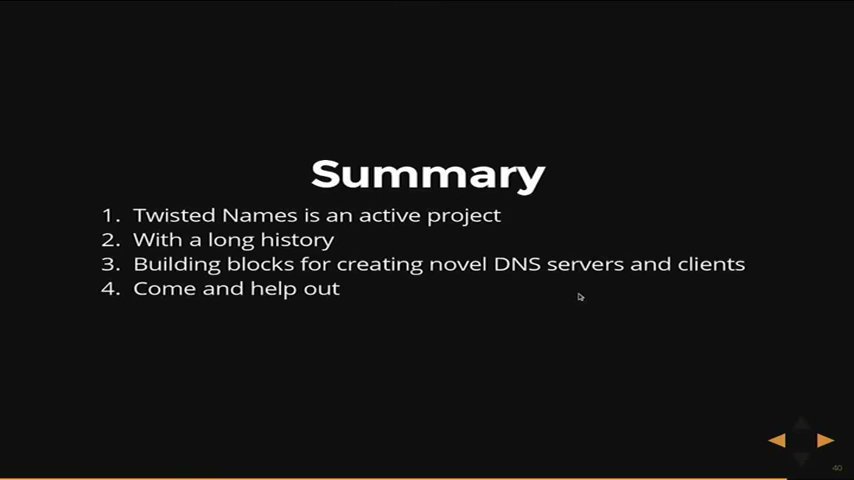 Summary
1. Twisted Names is an active project
2. With a long history
3. Building blocks for creating novel DNS servers and clients
4. Come and help out
40